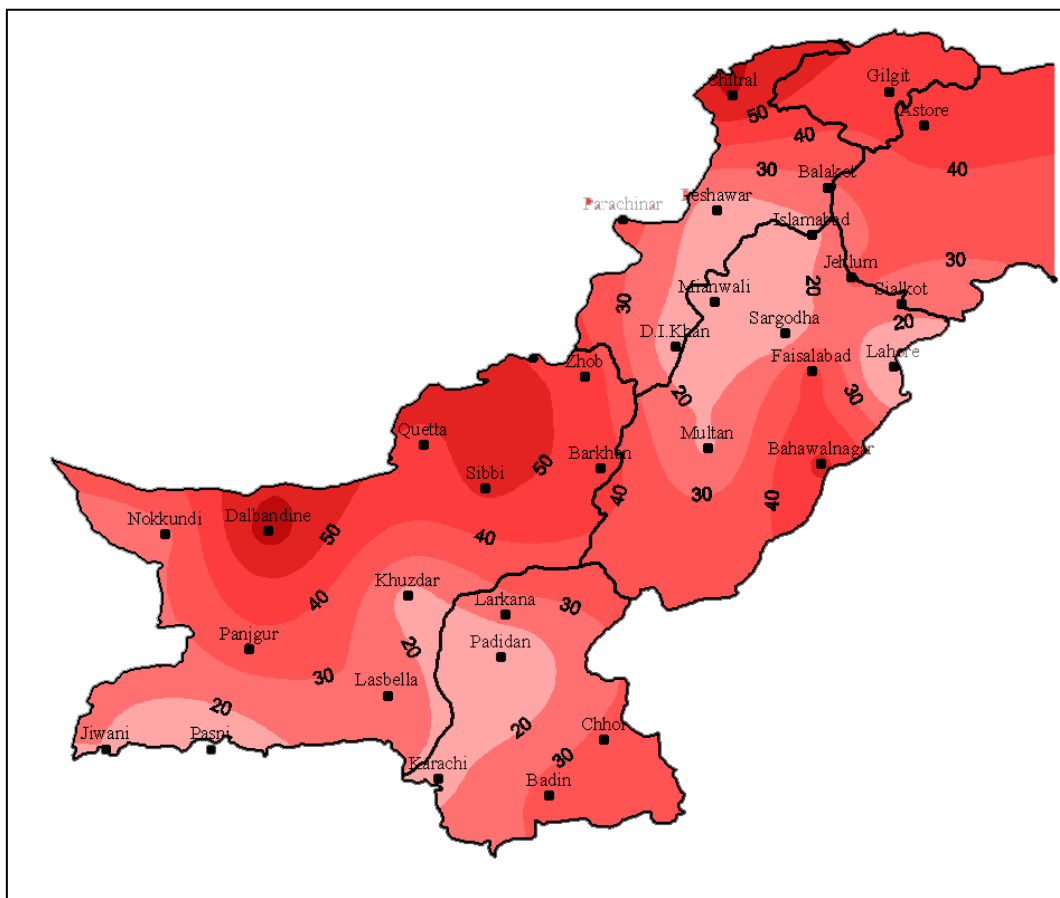 Chitral
Gilgit
50
Astore
40
30
40
Balakot
Peshawar
Parachinar
Islamabad
30
Jehlum
20
Mianwali
Sialkot
30
20
Sargodha
D.I.Khan
Lahore
Faisalabad
Zhob
30
20
Quetta
Multan
Bahawalnagar
Barkhan
50
Sibbi
40
30
40
Nokkundi
Dalbandine
50
40
Khuzdar
40
Larkana
30
Panjgur
20
Padidan
30
Lasbella
20
Chhor
20
Jiwani
Pasni
30
Karachi
Badin